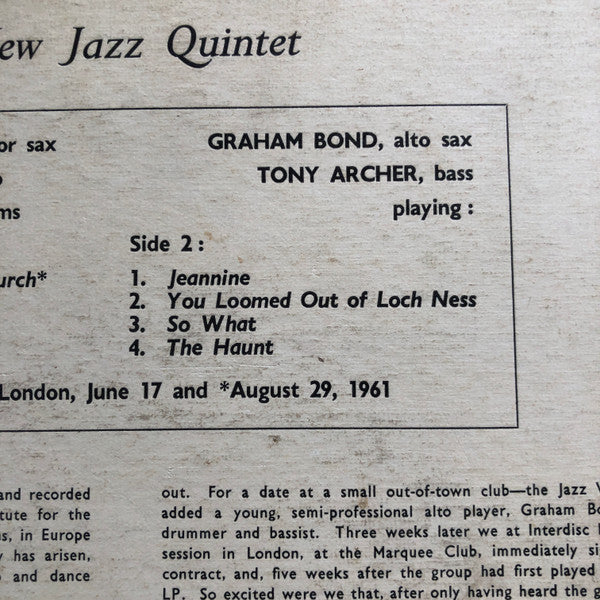 New Jazz Quintet
or sax GRAHAM BOND, alto sax
TONY ARCHER, bass
ms playing:
Side 2:
urch* 1. Jeannine
2. You Loomed Out of Loch Ness
3. So What
4. The Haunt
London, June 17 and *August 29, 1961
and recorded
tute for the
s, in Europe
has arisen,
and dance
out. For a date at a small out-of-town club—the Jazz
added a young, semi-professional alto player, Graham Bo
drummer and bassist. Three weeks later we at Interdisc
session in London, at the Marquee Club, immediately si
contract, and, five weeks after the group had first played
LP. So excited were we that, after only having heard the g